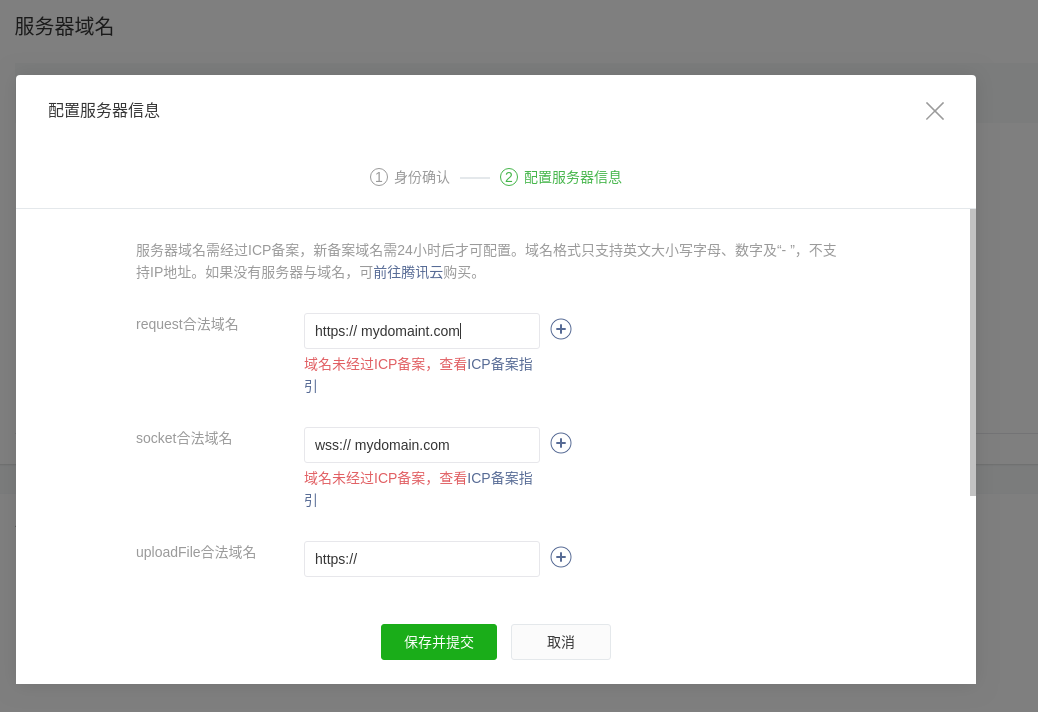 服务器域名
配置服务器信息
1 身份确认 2 配置服务器信息
服务器域名需经过ICP备案，新备案域名需24小时后才可配置。域名格式只支持英文大小写字母、数字及“- ”，不支
持IP地址。如果没有服务器与域名，可前往腾讯云购买。
request合法域名 https:// mydomaint.com
域名未经过ICP备案，查看ICP备案指
引
socket合法域名 wss:// mydomain.com
域名未经过ICP备案，查看ICP备案指
引
uploadFile合法域名 https://
保存并提交 取消